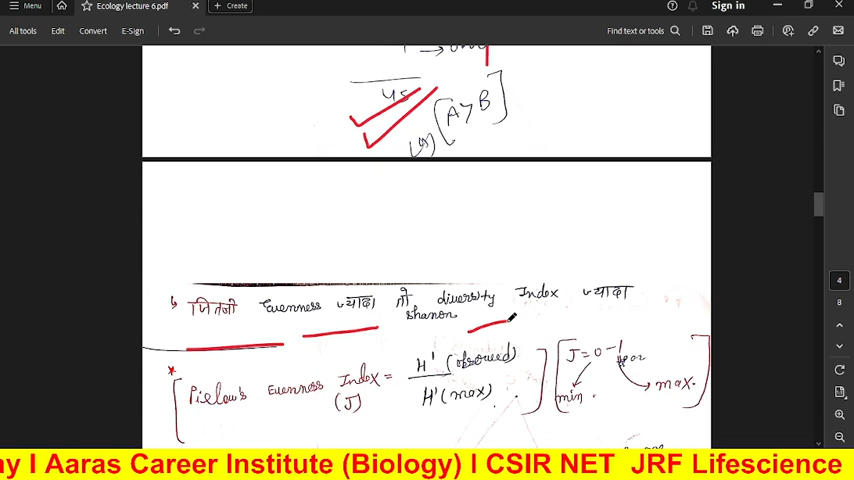 Menu
Ecology lecture 6.pdf
Create
Sign in
All tools Edit Convert E-Sign
Find text or tools
A > B
जितनी Evenness ज्यादा तो diversity Index ज्यादा
shanon
Pielou's Evenness Index = H' (observed)
(J) H' (max)
J = 0-1
min. max.
4
8
ny I Aaras Career Institute (Biology) I CSIR NET JRF Lifescience